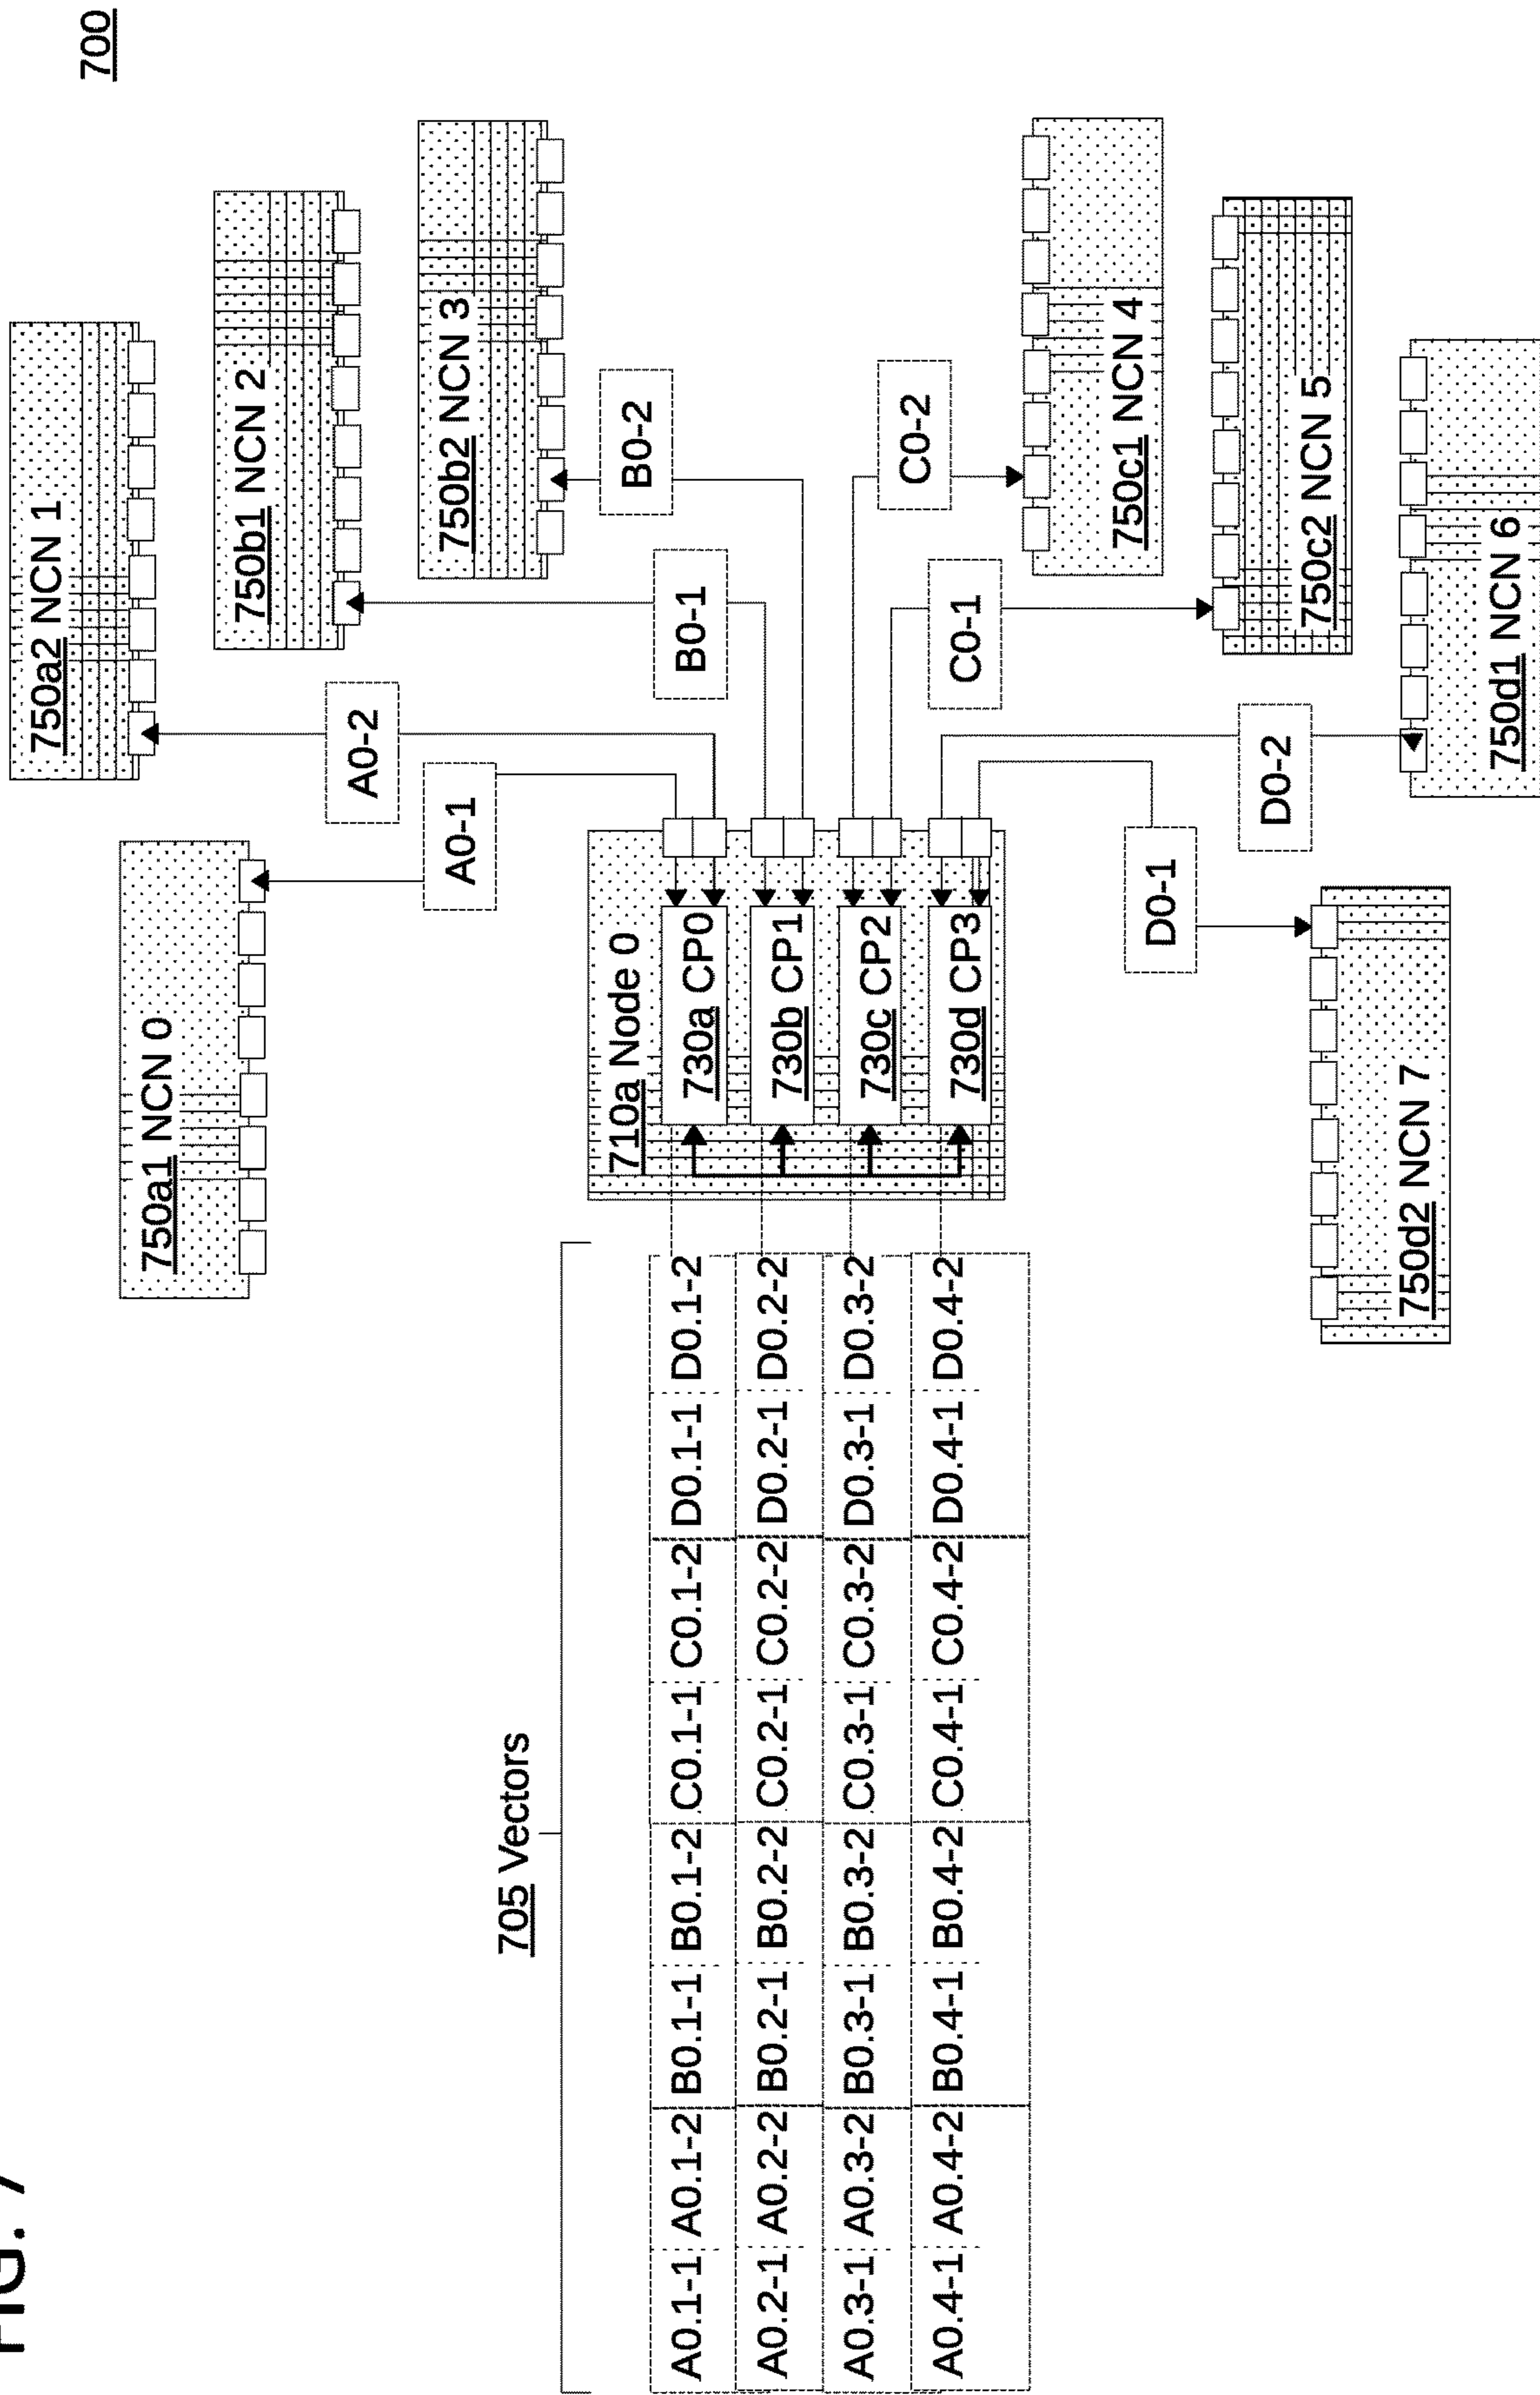 FIG. 7
700
705 Vectors
A0.1-1 A0.1-2 B0.1-1 B0.1-2 C0.1-1 C0.1-2 D0.1-1 D0.1-2
A0.2-1 A0.2-2 B0.2-1 B0.2-2 C0.2-1 C0.2-2 D0.2-1 D0.2-2
A0.3-1 A0.3-2 B0.3-1 B0.3-2 C0.3-1 C0.3-2 D0.3-1 D0.3-2
A0.4-1 A0.4-2 B0.4-1 B0.4-2 C0.4-1 C0.4-2 D0.4-1 D0.4-2
710a Node 0
730a CP0
730b CP1
730c CP2
730d CP3
750a1 NCN 0
750a2 NCN 1
750b1 NCN 2
750b2 NCN 3
A0-1
A0-2
B0-1
B0-2
C0-2
C0-1
D0-2
D0-1
750c1 NCN 4
750c2 NCN 5
750d1 NCN 6
750d2 NCN 7